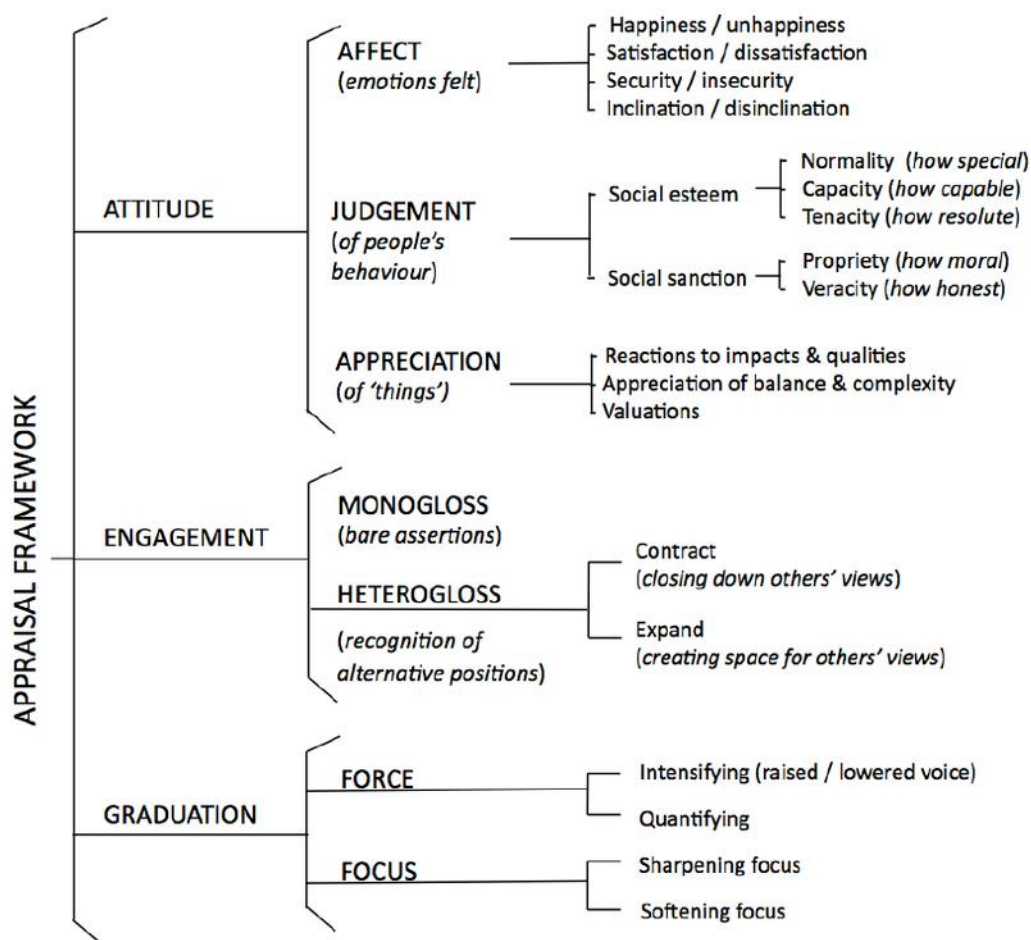 APPRAISAL FRAMEWORK
ATTITUDE
AFFECT
(emotions felt)
Happiness / unhappiness
Satisfaction / dissatisfaction
Security / insecurity
Inclination / disinclination
JUDGEMENT
(of people's
behaviour)
Social esteem
Normality (how special)
Capacity (how capable)
Tenacity (how resolute)
Social sanction
Propriety (how moral)
Veracity (how honest)
APPRECIATION
(of 'things')
Reactions to impacts & qualities
Appreciation of balance & complexity
Valuations
ENGAGEMENT
MONOGLOSS
(bare assertions)
HETEROGLOSS
(recognition of
alternative positions)
Contract
(closing down others' views)
Expand
(creating space for others' views)
GRADUATION
FORCE
Intensifying (raised / lowered voice)
Quantifying
FOCUS
Sharpening focus
Softening focus